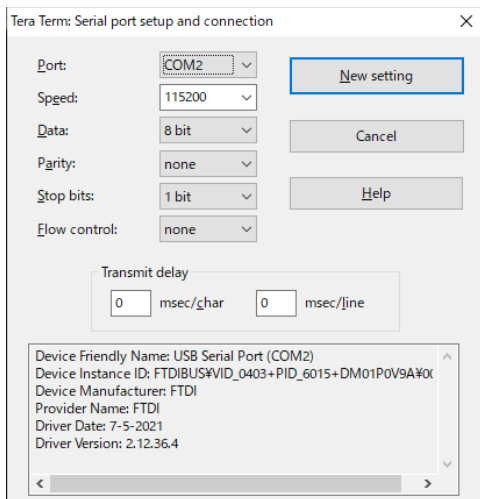 Tera Term: Serial port setup and connection
Port: COM2 New setting
Speed: 115200
Data: 8 bit Cancel
Parity: none
Stop bits: 1 bit Help
Flow control: none
Transmit delay
0 msec/char 0 msec/line
Device Friendly Name: USB Serial Port (COM2)
Device Instance ID: FTDIBUS¥VID_0403+PID_6015+DM01P0V9A¥00
Device Manufacturer: FTDI
Provider Name: FTDI
Driver Date: 7-5-2021
Driver Version: 2.12.36.4